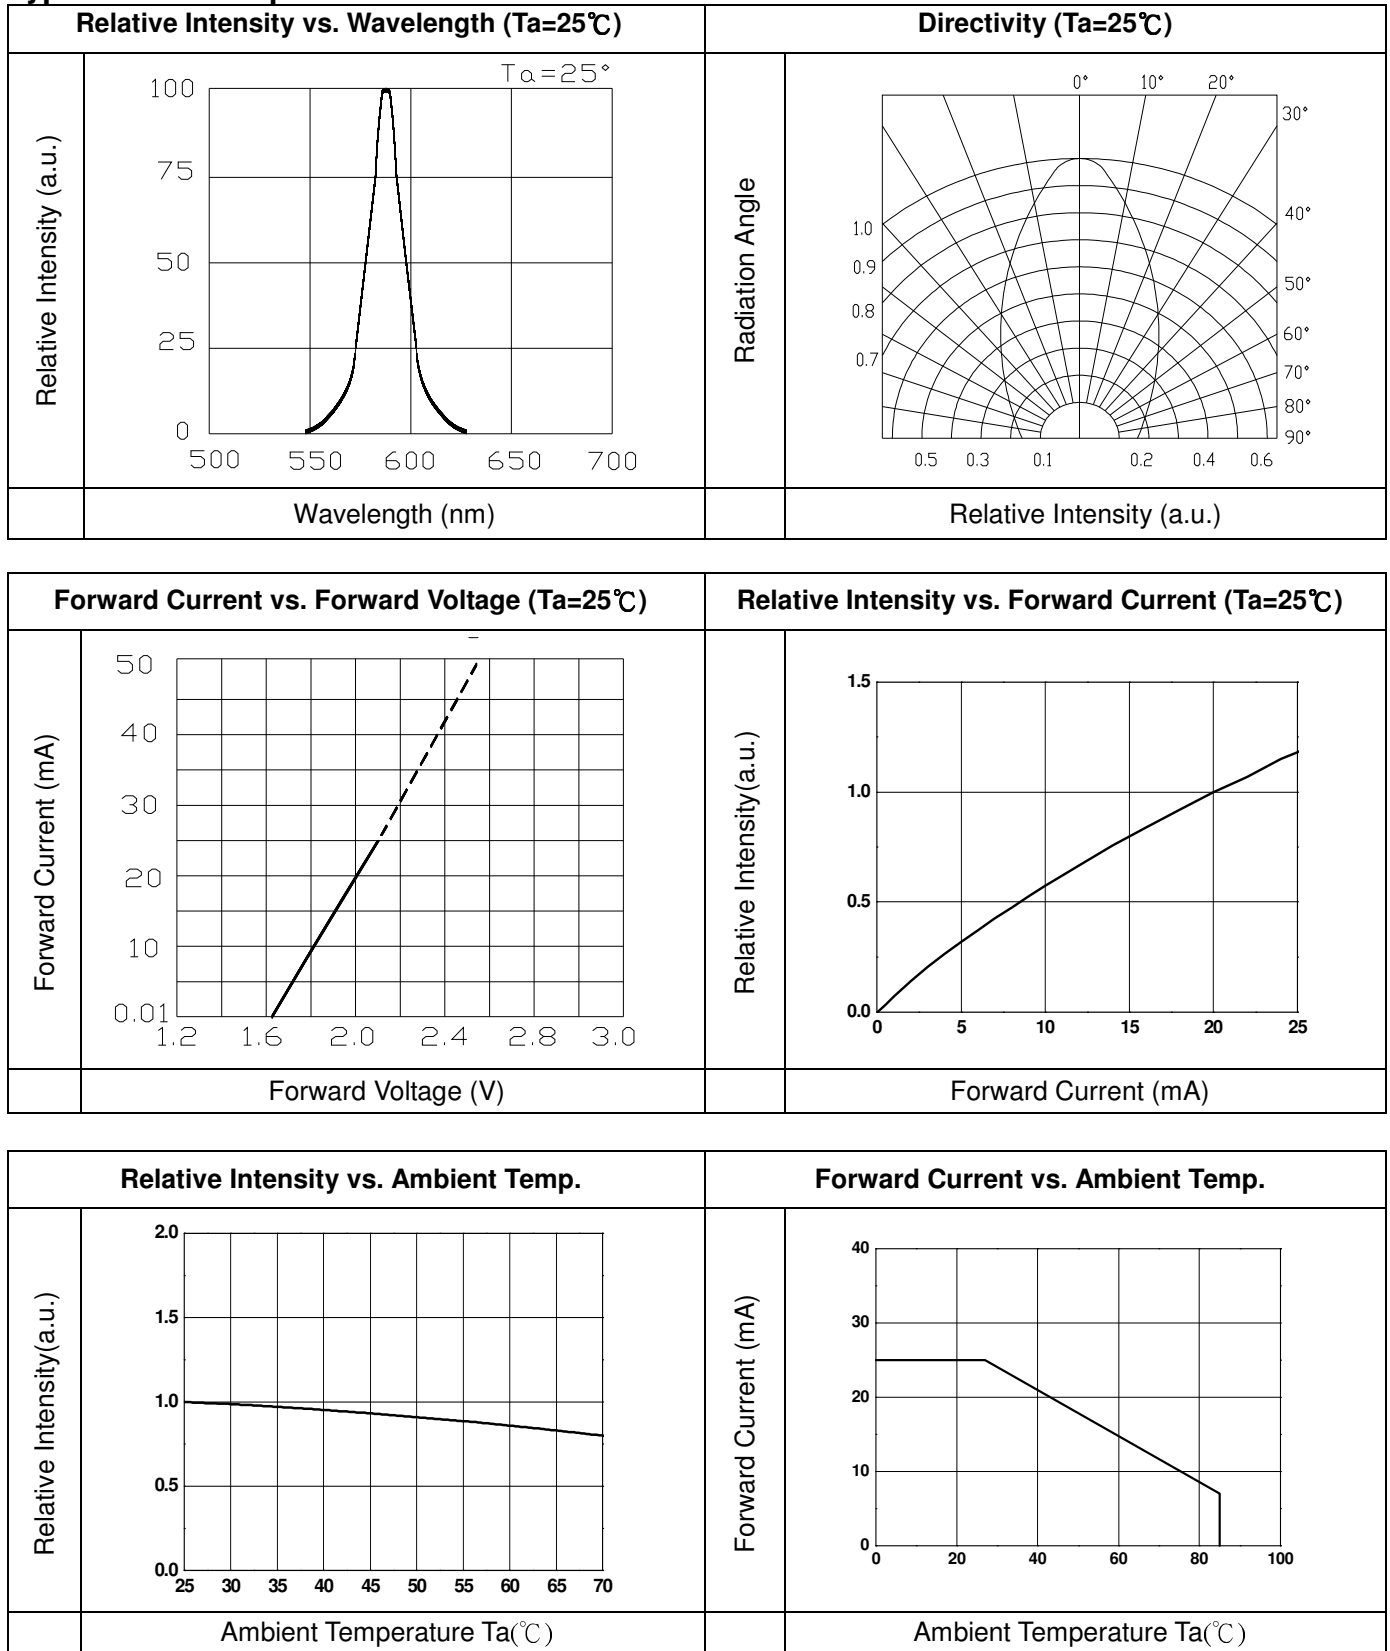 Relative Intensity vs. Wavelength (Ta=25℃)
Directivity (Ta=25℃)
Relative Intensity (a.u.)
Ta=25°
100
75
50
25
0
500 550 600 650 700
Wavelength (nm)
Radiation Angle
0° 10° 20°
30°
40°
50°
60°
70°
80°
90°
1.0
0.9
0.8
0.7
0.5 0.3 0.1 0.2 0.4 0.6
Relative Intensity (a.u.)
Forward Current vs. Forward Voltage (Ta=25℃)
Relative Intensity vs. Forward Current (Ta=25℃)
Forward Current (mA)
50
40
30
20
10
0.01
1.2 1.6 2.0 2.4 2.8 3.0
Forward Voltage (V)
Relative Intensity(a.u.)
1.5
1.0
0.5
0.0
0 5 10 15 20 25
Forward Current (mA)
Relative Intensity vs. Ambient Temp.
Forward Current vs. Ambient Temp.
Relative Intensity(a.u.)
2.0
1.5
1.0
0.5
0.0
25 30 35 40 45 50 55 60 65 70
Ambient Temperature Ta(℃)
Forward Current (mA)
40
30
20
10
0
0 20 40 60 80 100
Ambient Temperature Ta(℃)